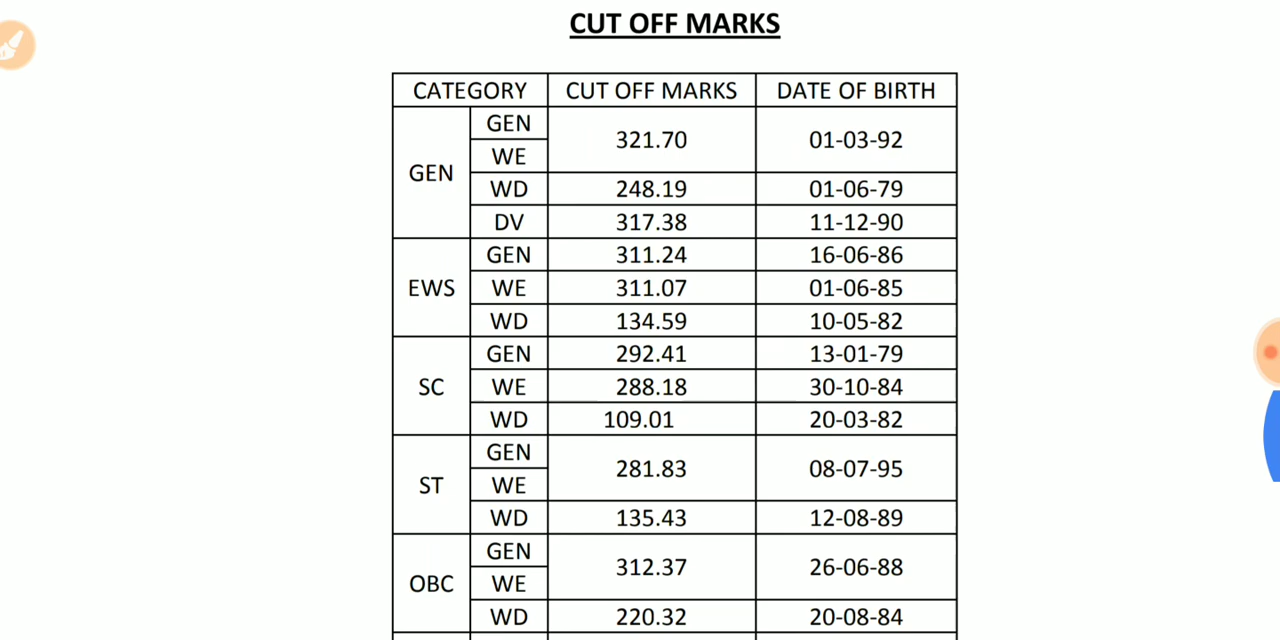 CUT OFF MARKS
CATEGORY CUT OFF MARKS DATE OF BIRTH
GEN GEN 321.70 01-03-92
WE
WD 248.19 01-06-79
DV 317.38 11-12-90
EWS GEN 311.24 16-06-86
WE 311.07 01-06-85
WD 134.59 10-05-82
SC GEN 292.41 13-01-79
WE 288.18 30-10-84
WD 109.01 20-03-82
ST GEN 281.83 08-07-95
WE
WD 135.43 12-08-89
OBC GEN 312.37 26-06-88
WE
WD 220.32 20-08-84